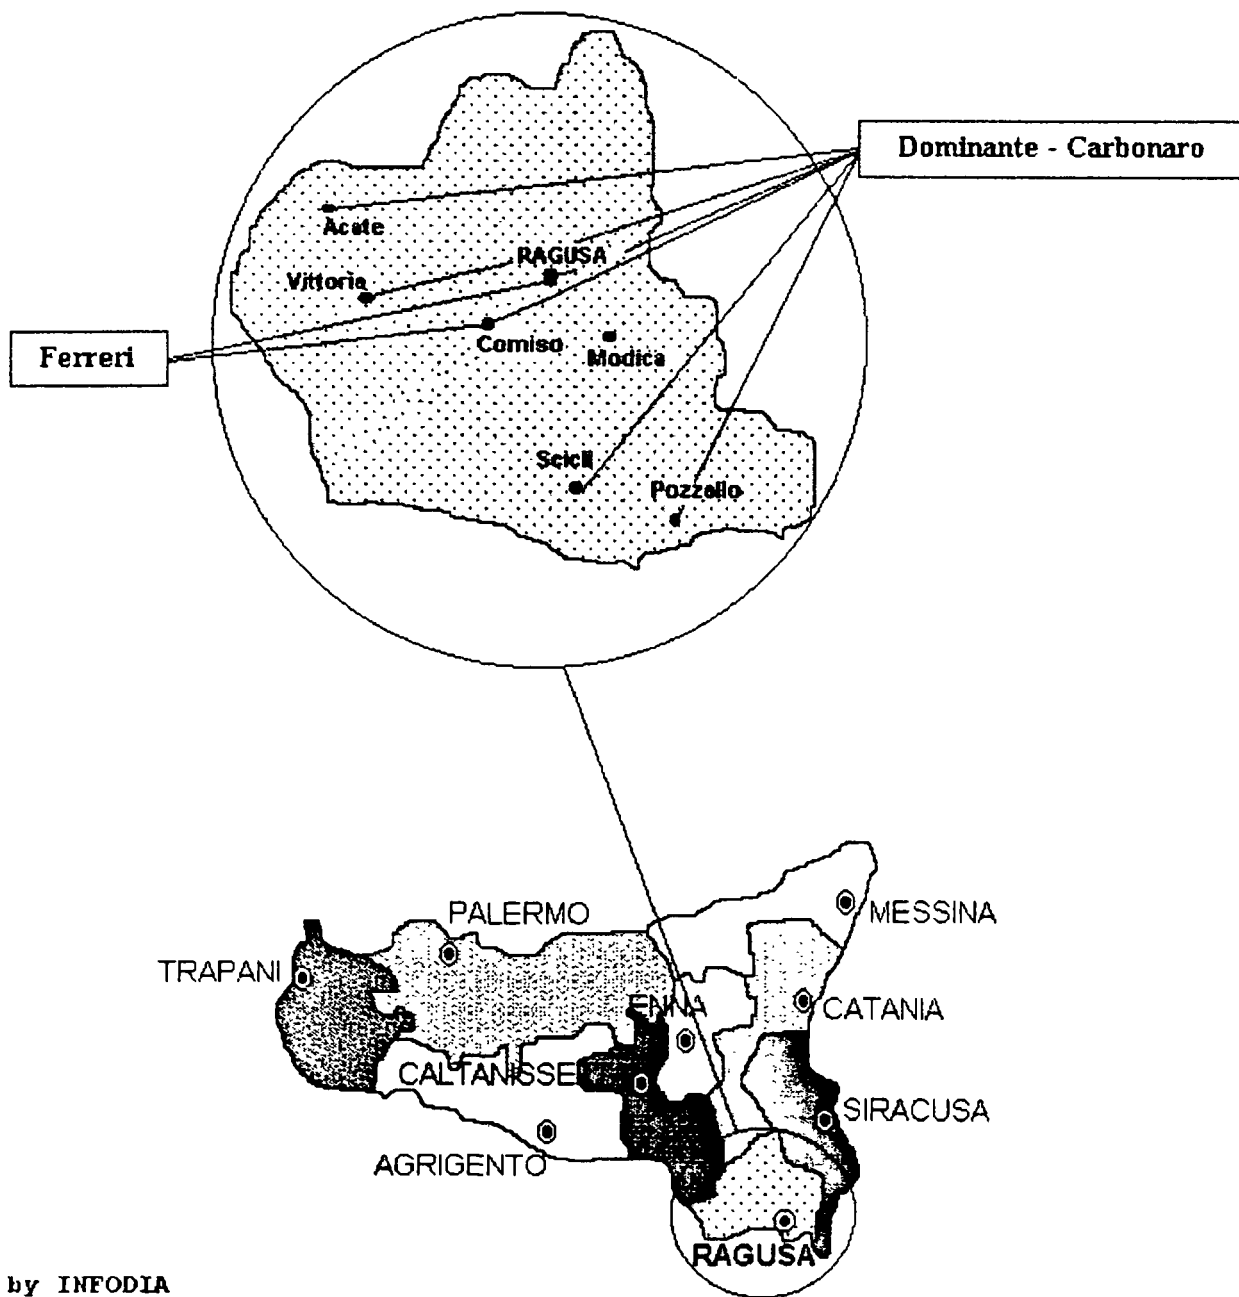 Dominante - Carbonaro
Acate
RAGUSA
Vittoria
Comiso
Modica
Ferreri
Scicli
Pozzallo
MESSINA
PALERMO
TRAPANI
ENNA
CATANIA
CALTANISSE
SIRACUSA
AGRIGENTO
RAGUSA
by INFODIA